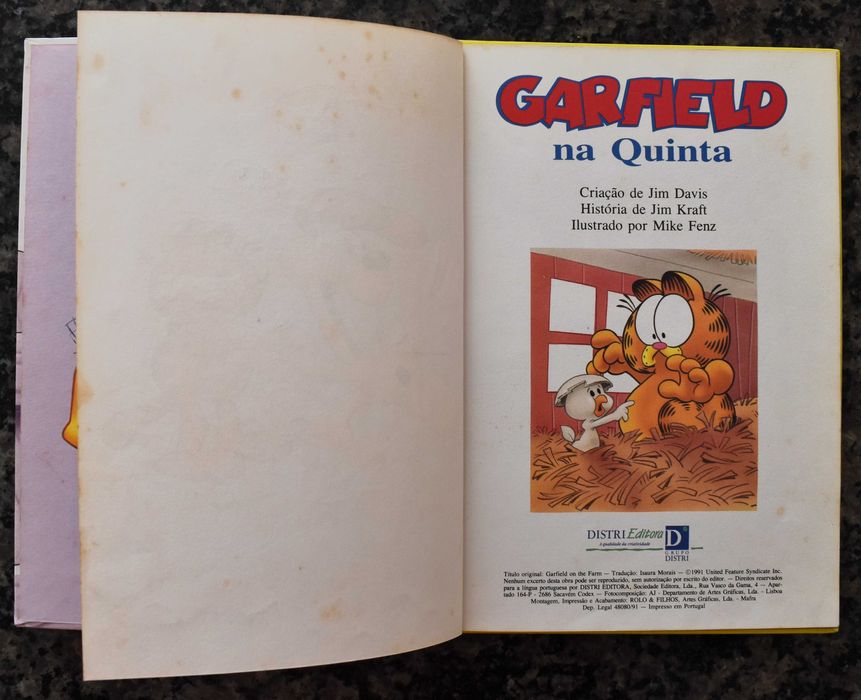 GARFIELD
na Quinta
Criação de Jim Davis
História de Jim Kraft
Ilustrado por Mike Fenz
DISTRI Editora
A qualidade da criatividade
D
GRUPO
DISTRI
Título original: Garfield on the Farm — Tradução: Isaura Morais — ©1991 United Feature Syndicate Inc.
Nenhum excerto desta obra pode ser reproduzido, sem autorização por escrito do editor. — Direitos reservados
para a língua portuguesa por DISTRI EDITORA, Sociedade Editora, Lda., Rua Vasco da Gama, 4 — Apar-
tado 164-P - 2686 Sacavém Codex — Fotocomposição: AJ - Departamento de Artes Gráficas, Lda. - Lisboa
Montagem, Impressão e Acabamento: ROLO & FILHOS, Artes Gráficas, Lda. - Mafra
Dep. Legal 48080/91 — Impresso em Portugal